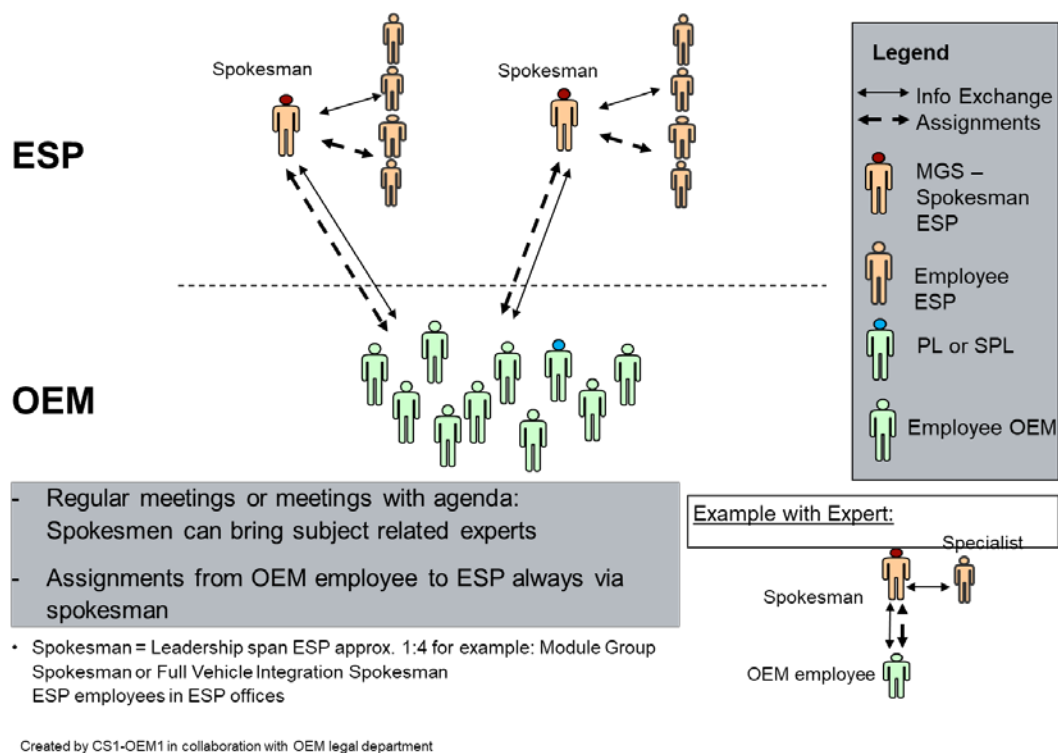 Spokesman
Spokesman
ESP
OEM
Legend
Info Exchange
Assignments
MGS –
Spokesman
ESP
Employee
ESP
PL or SPL
Employee OEM
- Regular meetings or meetings with agenda:
Spokesmen can bring subject related experts
- Assignments from OEM employee to ESP always via
spokesman
• Spokesman = Leadership span ESP approx. 1:4 for example: Module Group
Spokesman or Full Vehicle Integration Spokesman
ESP employees in ESP offices
Example with Expert:
Specialist
Spokesman
OEM employee
Created by CS1-OEM1 in collaboration with OEM legal department